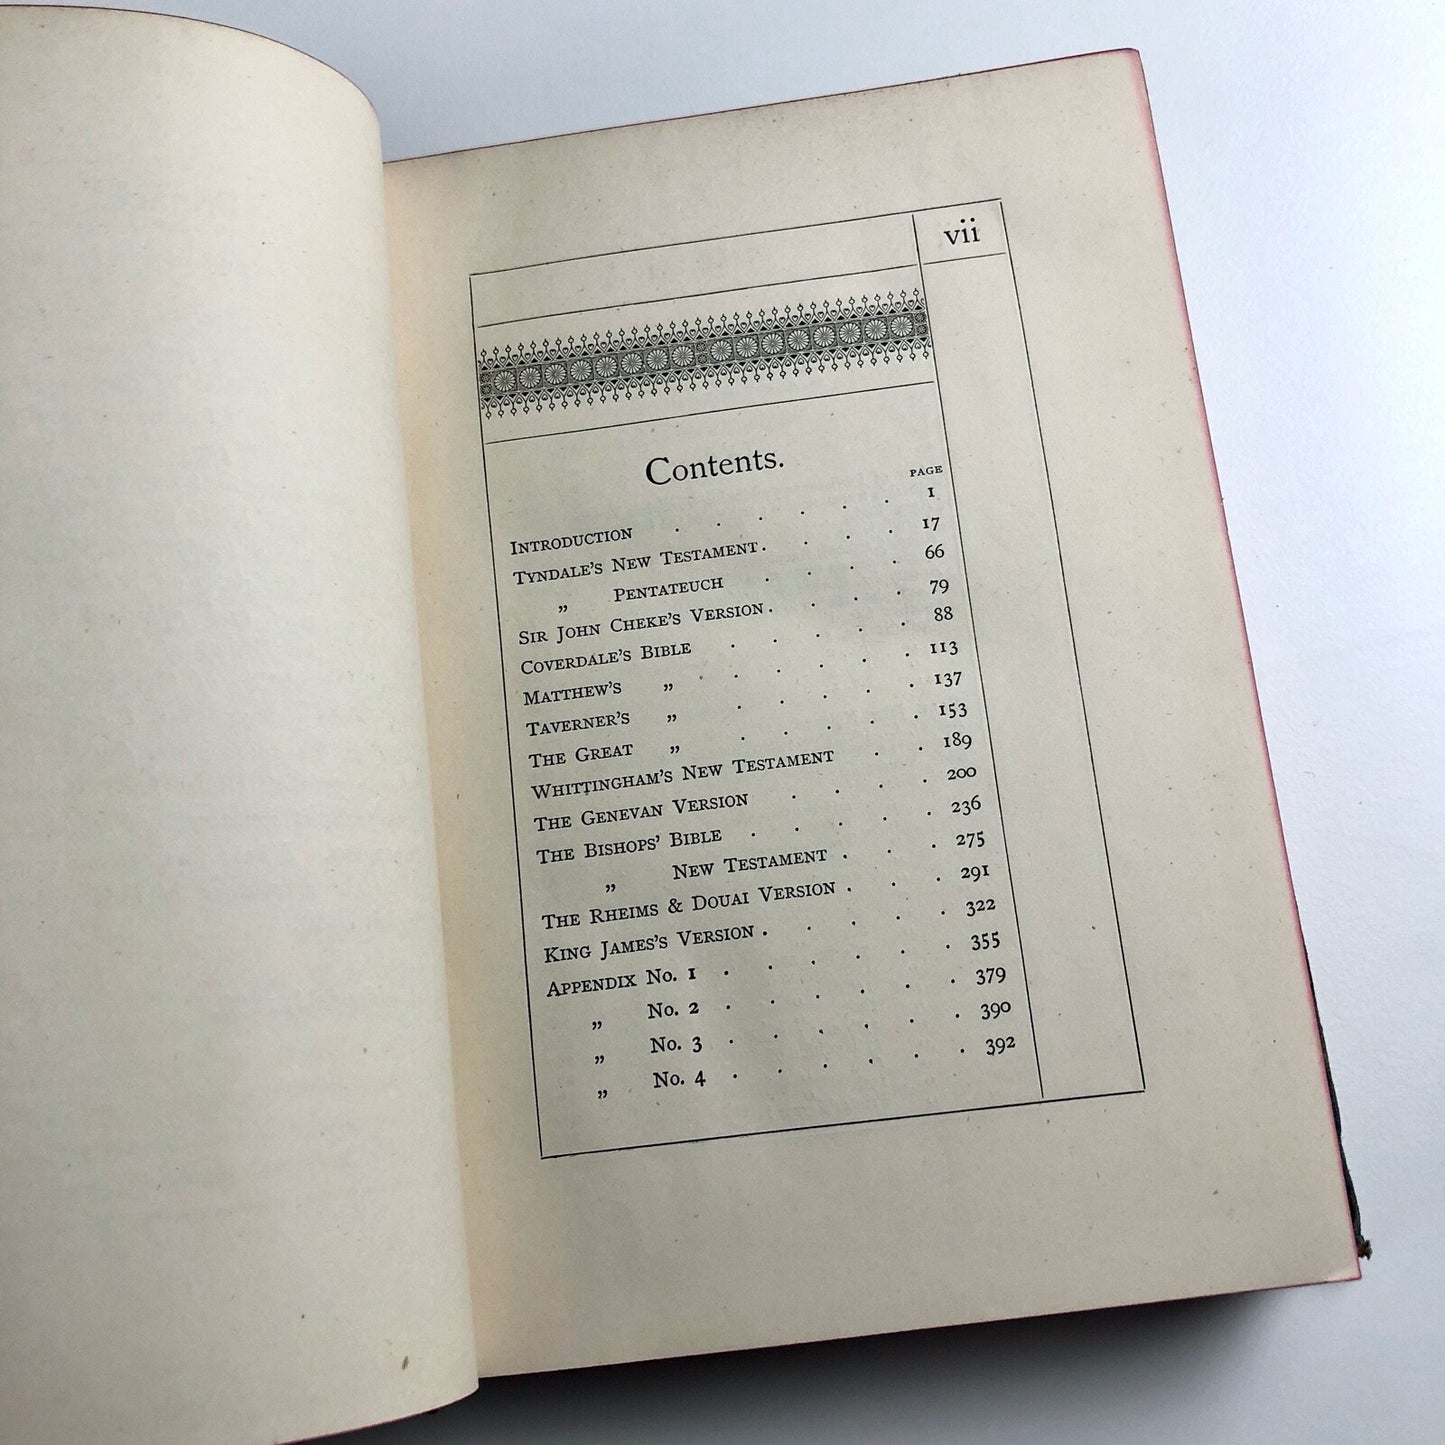 vii
Contents.
PAGE
INTRODUCTION . . . . . . 1
TYNDALE'S NEW TESTAMENT . . . . 17
„ PENTATEUCH . . . . 66
SIR JOHN CHEKE'S VERSION . . . . 79
COVERDALE'S BIBLE . . . . . 88
MATTHEW'S „ . . . . . 113
TAVERNER'S „ . . . . . 137
THE GREAT „ . . . . . 153
WHITTINGHAM'S NEW TESTAMENT . . 189
THE GENEVAN VERSION . . . . 200
THE BISHOPS' BIBLE . . . . . 236
„ NEW TESTAMENT . . . 275
THE RHEIMS & DOUAI VERSION . . . 291
KING JAMES'S VERSION . . . . . 322
APPENDIX NO. 1 . . . . . . 355
„ NO. 2 . . . . . . 379
„ NO. 3 . . . . . . 390
„ NO. 4 . . . . . . 392